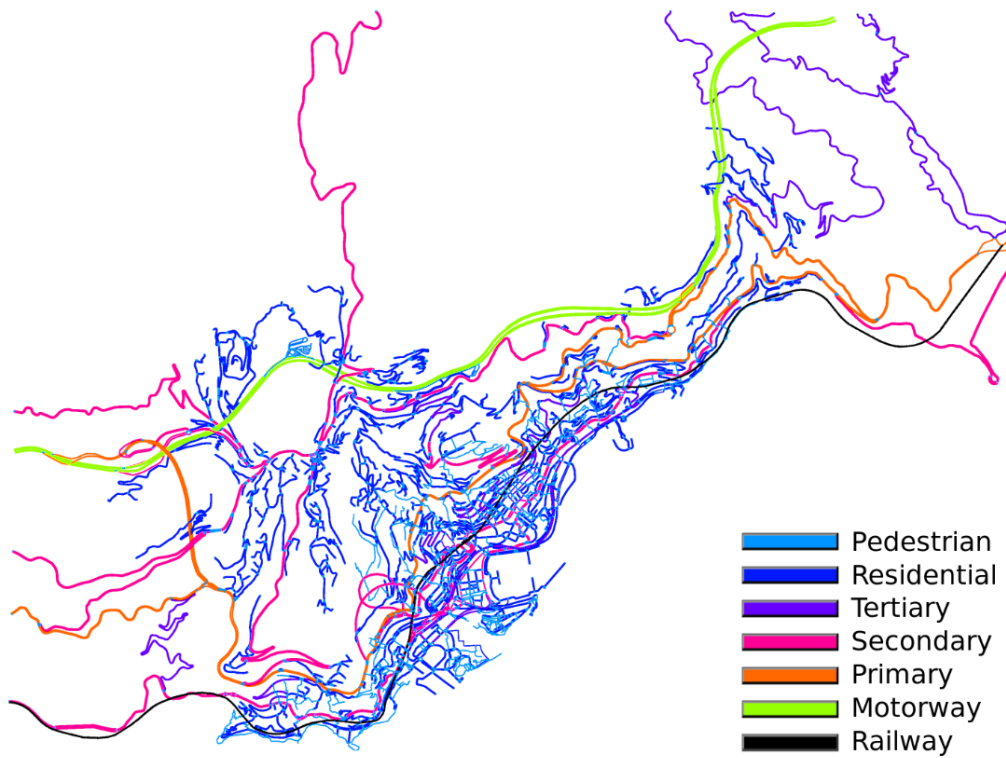 Pedestrian
Residential
Tertiary
Secondary
Primary
Motorway
Railway